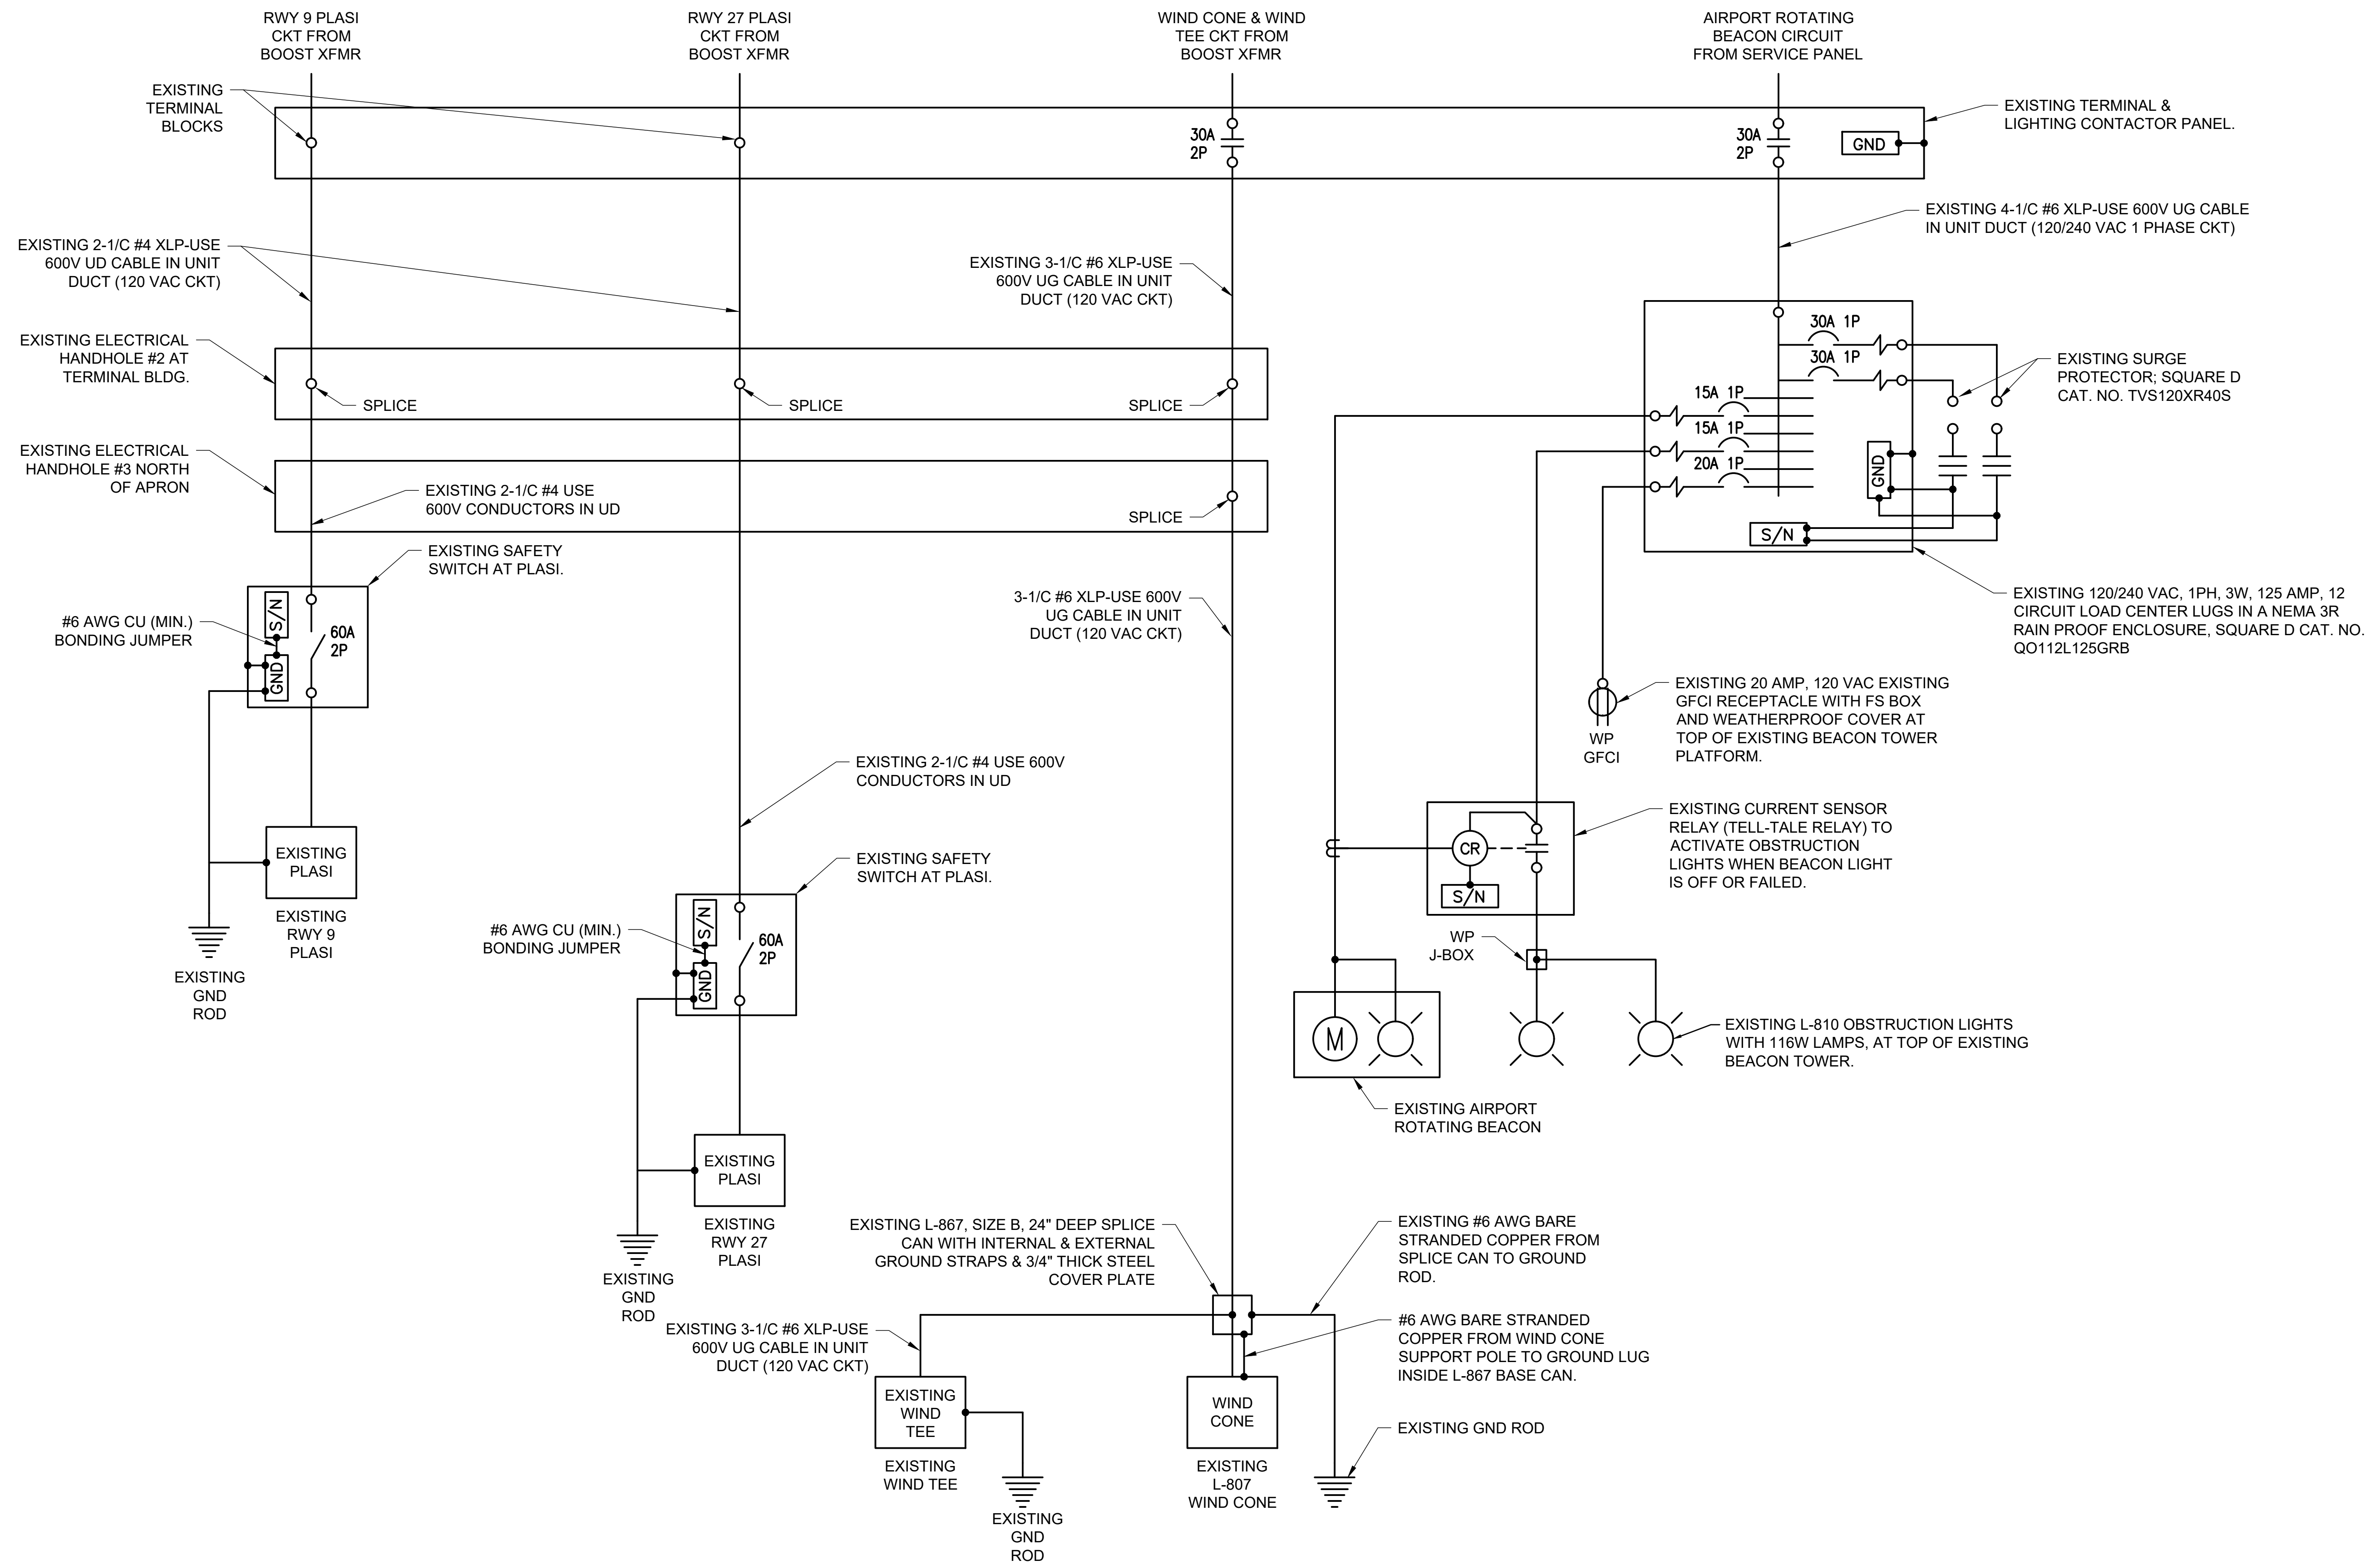 RWY 9 PLASI
CKT FROM
BOOST XFMR
RWY 27 PLASI
CKT FROM
BOOST XFMR
WIND CONE & WIND
TEE CKT FROM
BOOST XFMR
AIRPORT ROTATING
BEACON CIRCUIT
FROM SERVICE PANEL
EXISTING
TERMINAL
BLOCKS
30A
2P
30A
2P
GND
EXISTING TERMINAL &
LIGHTING CONTACTOR PANEL.
EXISTING 2-1/C #4 XLP-USE
600V UD CABLE IN UNIT
DUCT (120 VAC CKT)
EXISTING 3-1/C #6 XLP-USE
600V UG CABLE IN UNIT
DUCT (120 VAC CKT)
EXISTING 4-1/C #6 XLP-USE 600V UG CABLE
IN UNIT DUCT (120/240 VAC 1 PHASE CKT)
EXISTING ELECTRICAL
HANDHOLE #2 AT
TERMINAL BLDG.
SPLICE
SPLICE
SPLICE
30A 1P
30A 1P
15A 1P
15A 1P
20A 1P
GND
S/N
EXISTING SURGE
PROTECTOR; SQUARE D
CAT. NO. TVS120XR40S
EXISTING ELECTRICAL
HANDHOLE #3 NORTH
OF APRON
EXISTING 2-1/C #4 USE
600V CONDUCTORS IN UD
SPLICE
EXISTING SAFETY
SWITCH AT PLASI.
#6 AWG CU (MIN.)
BONDING JUMPER
S/N
GND
60A
2P
3-1/C #6 XLP-USE 600V
UG CABLE IN UNIT
DUCT (120 VAC CKT)
EXISTING 120/240 VAC, 1PH, 3W, 125 AMP, 12
CIRCUIT LOAD CENTER LUGS IN A NEMA 3R
RAIN PROOF ENCLOSURE, SQUARE D CAT. NO.
QO112L125GRB
WP
GFCI
EXISTING 20 AMP, 120 VAC EXISTING
GFCI RECEPTACLE WITH FS BOX
AND WEATHERPROOF COVER AT
TOP OF EXISTING BEACON TOWER
PLATFORM.
EXISTING 2-1/C #4 USE 600V
CONDUCTORS IN UD
EXISTING
PLASI
EXISTING
RWY 9
PLASI
EXISTING
GND
ROD
EXISTING SAFETY
SWITCH AT PLASI.
#6 AWG CU (MIN.)
BONDING JUMPER
S/N
GND
60A
2P
CR
S/N
EXISTING CURRENT SENSOR
RELAY (TELL-TALE RELAY) TO
ACTIVATE OBSTRUCTION
LIGHTS WHEN BEACON LIGHT
IS OFF OR FAILED.
WP
J-BOX
M
EXISTING L-810 OBSTRUCTION LIGHTS
WITH 116W LAMPS, AT TOP OF EXISTING
BEACON TOWER.
EXISTING AIRPORT
ROTATING BEACON
EXISTING
PLASI
EXISTING
RWY 27
PLASI
EXISTING
GND
ROD
EXISTING L-867, SIZE B, 24" DEEP SPLICE
CAN WITH INTERNAL & EXTERNAL
GROUND STRAPS & 3/4" THICK STEEL
COVER PLATE
EXISTING #6 AWG BARE
STRANDED COPPER FROM
SPLICE CAN TO GROUND
ROD.
EXISTING 3-1/C #6 XLP-USE
600V UG CABLE IN UNIT
DUCT (120 VAC CKT)
#6 AWG BARE STRANDED
COPPER FROM WIND CONE
SUPPORT POLE TO GROUND LUG
INSIDE L-867 BASE CAN.
EXISTING
WIND
TEE
EXISTING
WIND TEE
EXISTING
GND
ROD
WIND
CONE
EXISTING
L-807
WIND CONE
EXISTING GND ROD